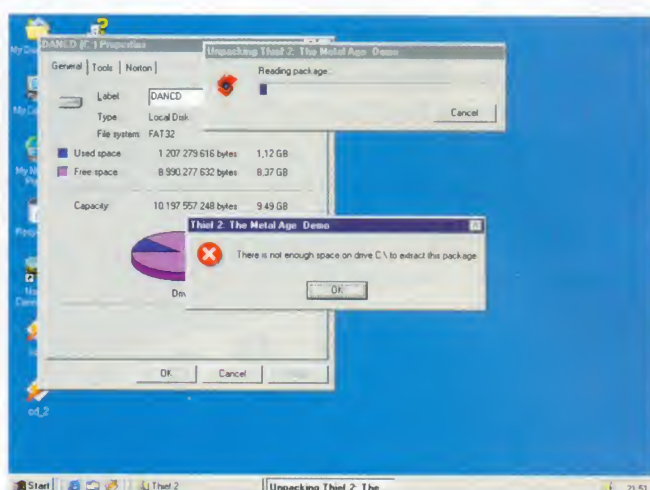 DANCD (C:) Properties
General
Tools
Norton
Label
DANCD
Type
Local Disk
File system
FAT32
Used space
1 207 279 616 bytes
1,12 GB
Free space
8 990 277 632 bytes
8,37 GB
Capacity
10 197 557 248 bytes
9.49 GB
OK
Cancel
Unpacking Thief 2: The Metal Age Demo
Reading package...
Cancel
Thief 2: The Metal Age Demo
There is not enough space on drive C:\ to extract this package
OK
cd_2
Start
Thief 2
Unpacking Thief 2: The
21:51